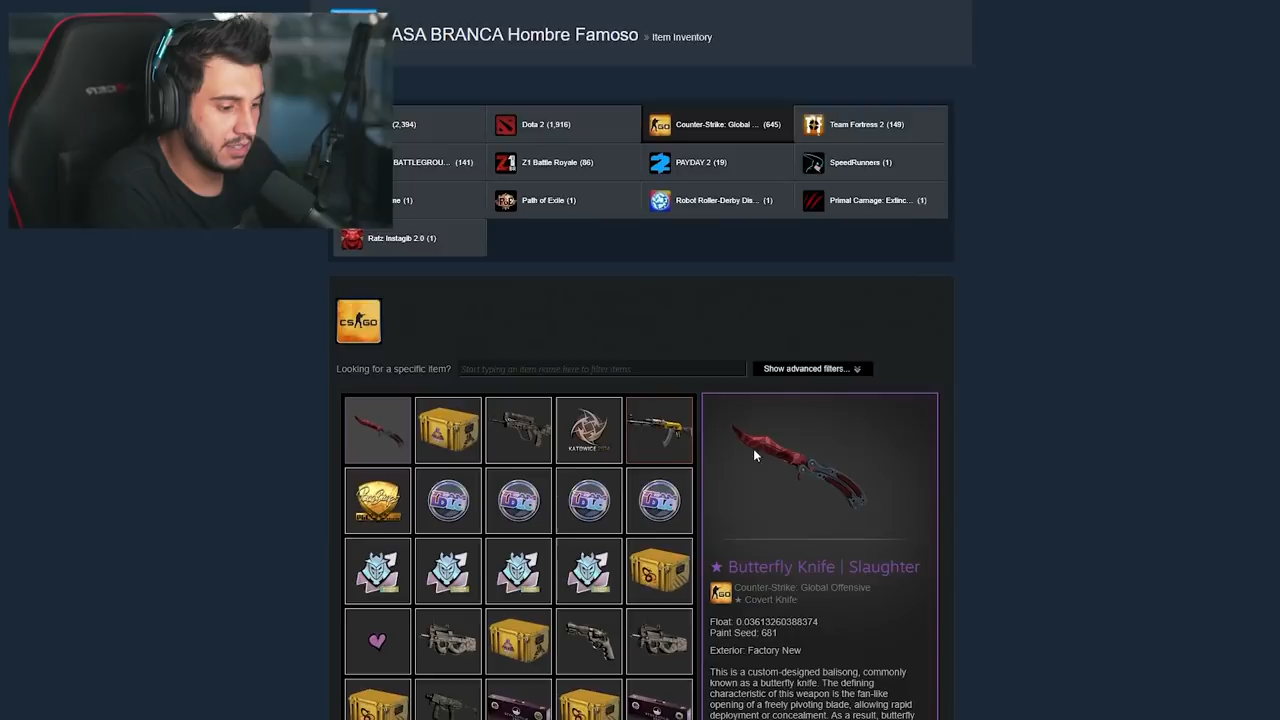 ASA BRANCA Hombre Famoso » Item Inventory
(2,394)
Dota 2 (1,916)
Counter-Strike: Global ... (645)
Team Fortress 2 (149)
BATTLEGROU... (141)
Z1 Battle Royale (86)
PAYDAY 2 (19)
SpeedRunners (1)
me (1)
Path of Exile (1)
Robot Roller-Derby Dis... (1)
Primal Carnage: Extinc... (1)
Ratz Instagib 2.0 (1)
CS GO
Looking for a specific item?
Start typing an item name here to filter items
Show advanced filters...
KATOWICE 2014
★ Butterfly Knife | Slaughter
Counter-Strike: Global Offensive
★ Covert Knife
Float: 0.03613260388374
Paint Seed: 681
Exterior: Factory New
This is a custom-designed balisong, commonly
known as a butterfly knife. The defining
characteristic of this weapon is the fan-like
opening of a freely pivoting blade, allowing rapid
deployment or concealment. As a result, butterfly